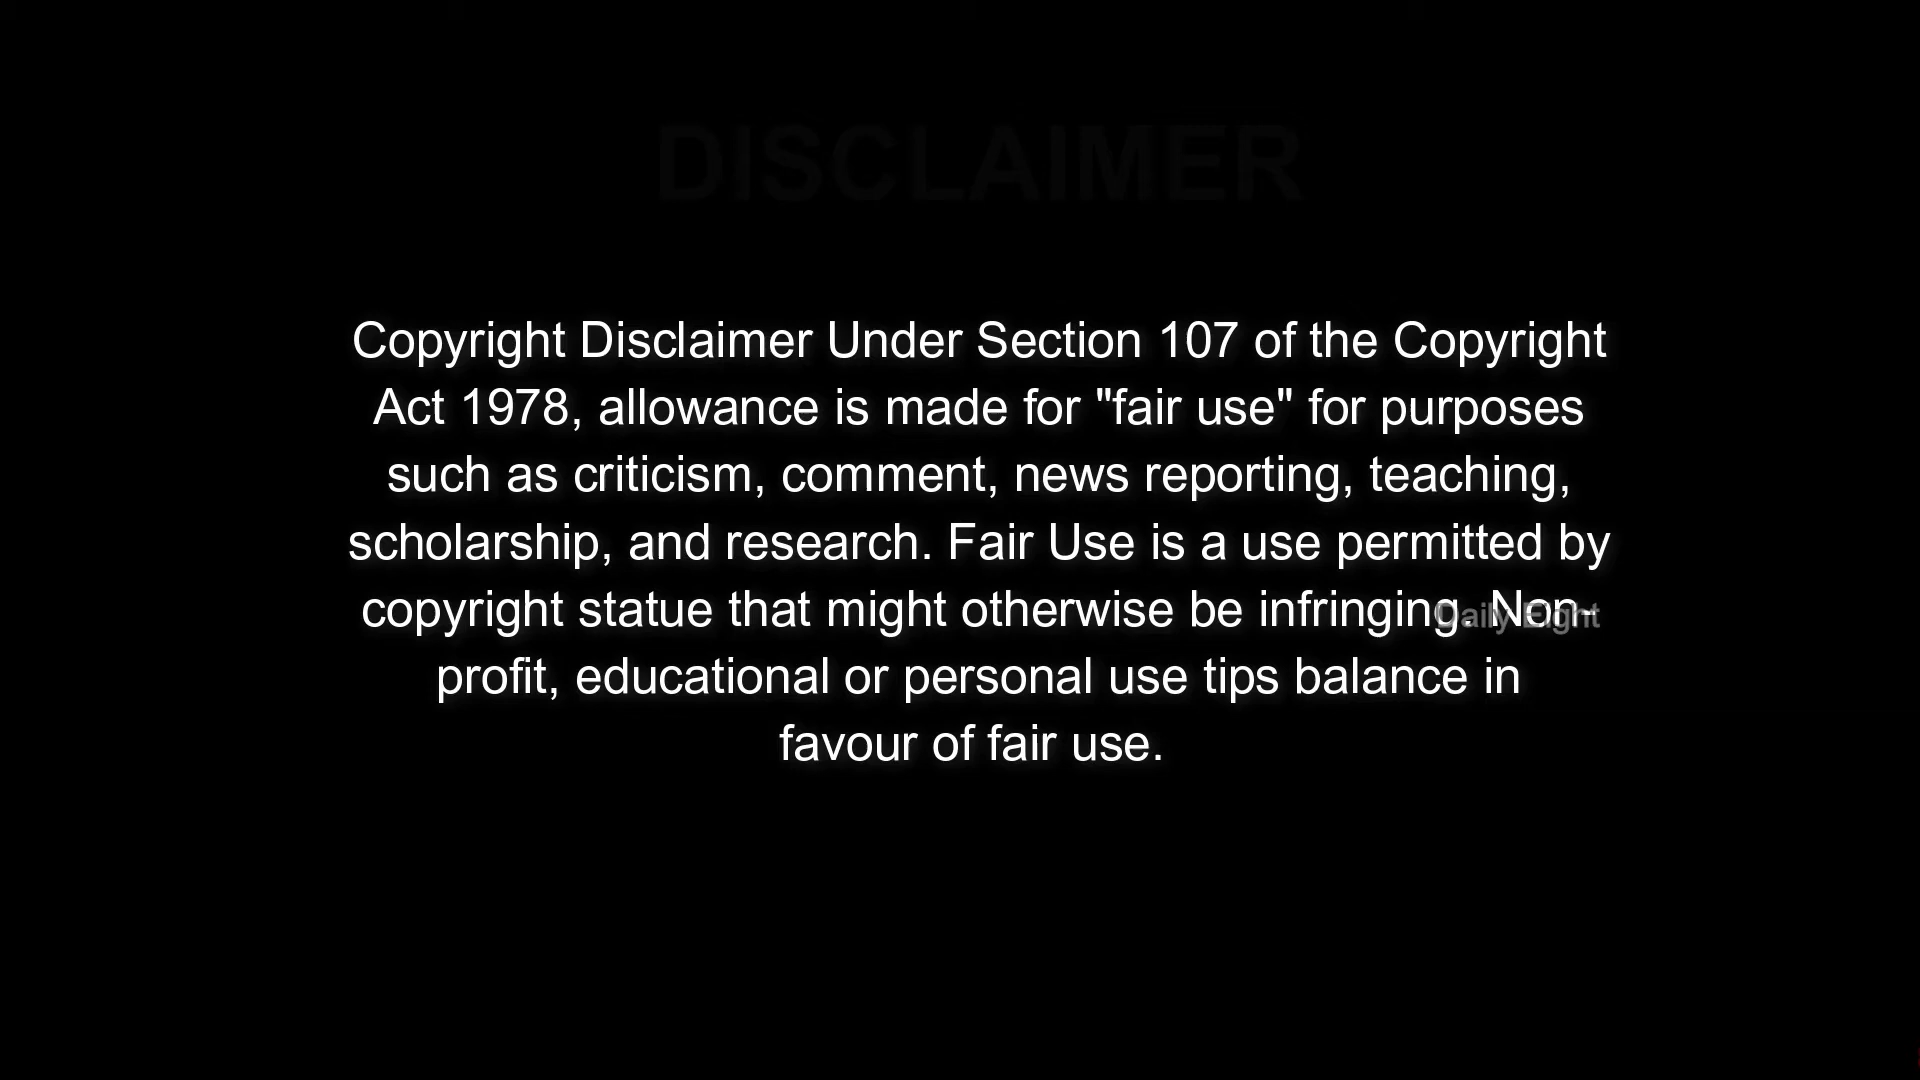 DISCLAIMER
Copyright Disclaimer Under Section 107 of the Copyright
Act 1978, allowance is made for "fair use" for purposes
such as criticism, comment, news reporting, teaching,
scholarship, and research. Fair Use is a use permitted by
copyright statue that might otherwise be infringing. Non-
profit, educational or personal use tips balance in
favour of fair use.
Daily Eight